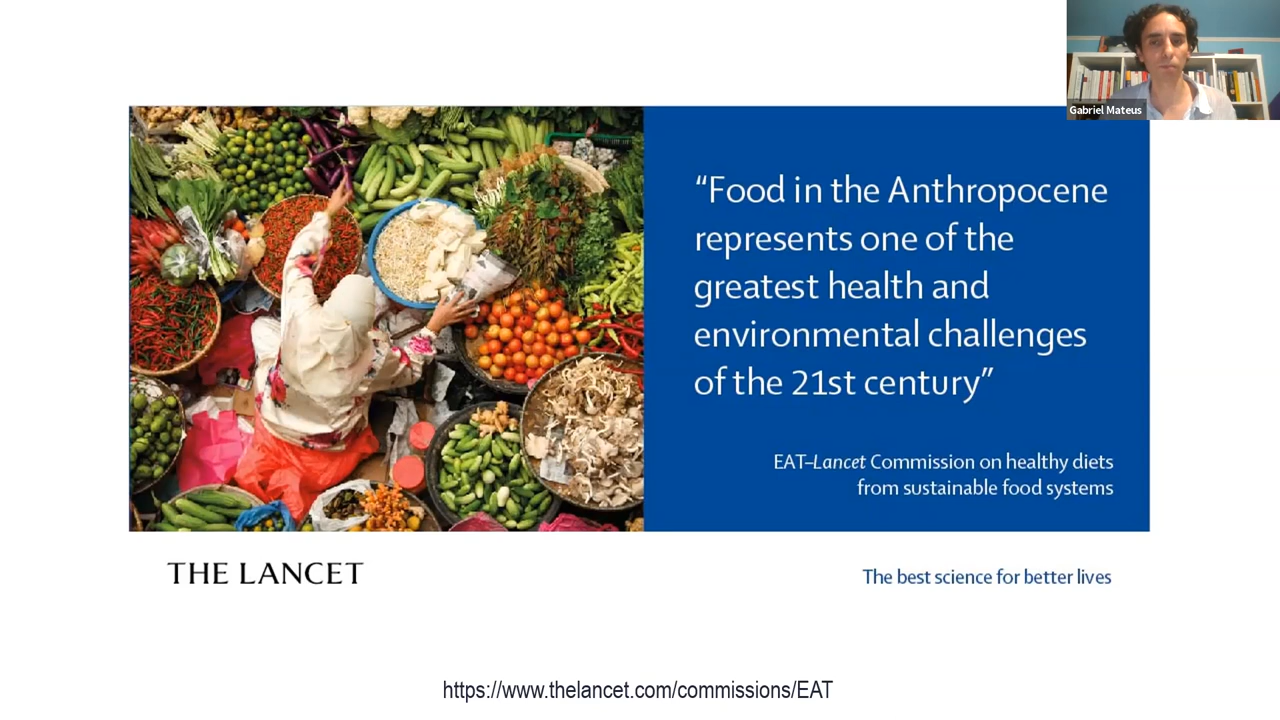 Gabriel Mateus
“Food in the Anthropocene
represents one of the
greatest health and
environmental challenges
of the 21st century”
EAT–Lancet Commission on healthy diets
from sustainable food systems
THE LANCET
The best science for better lives
https://www.thelancet.com/commissions/EAT